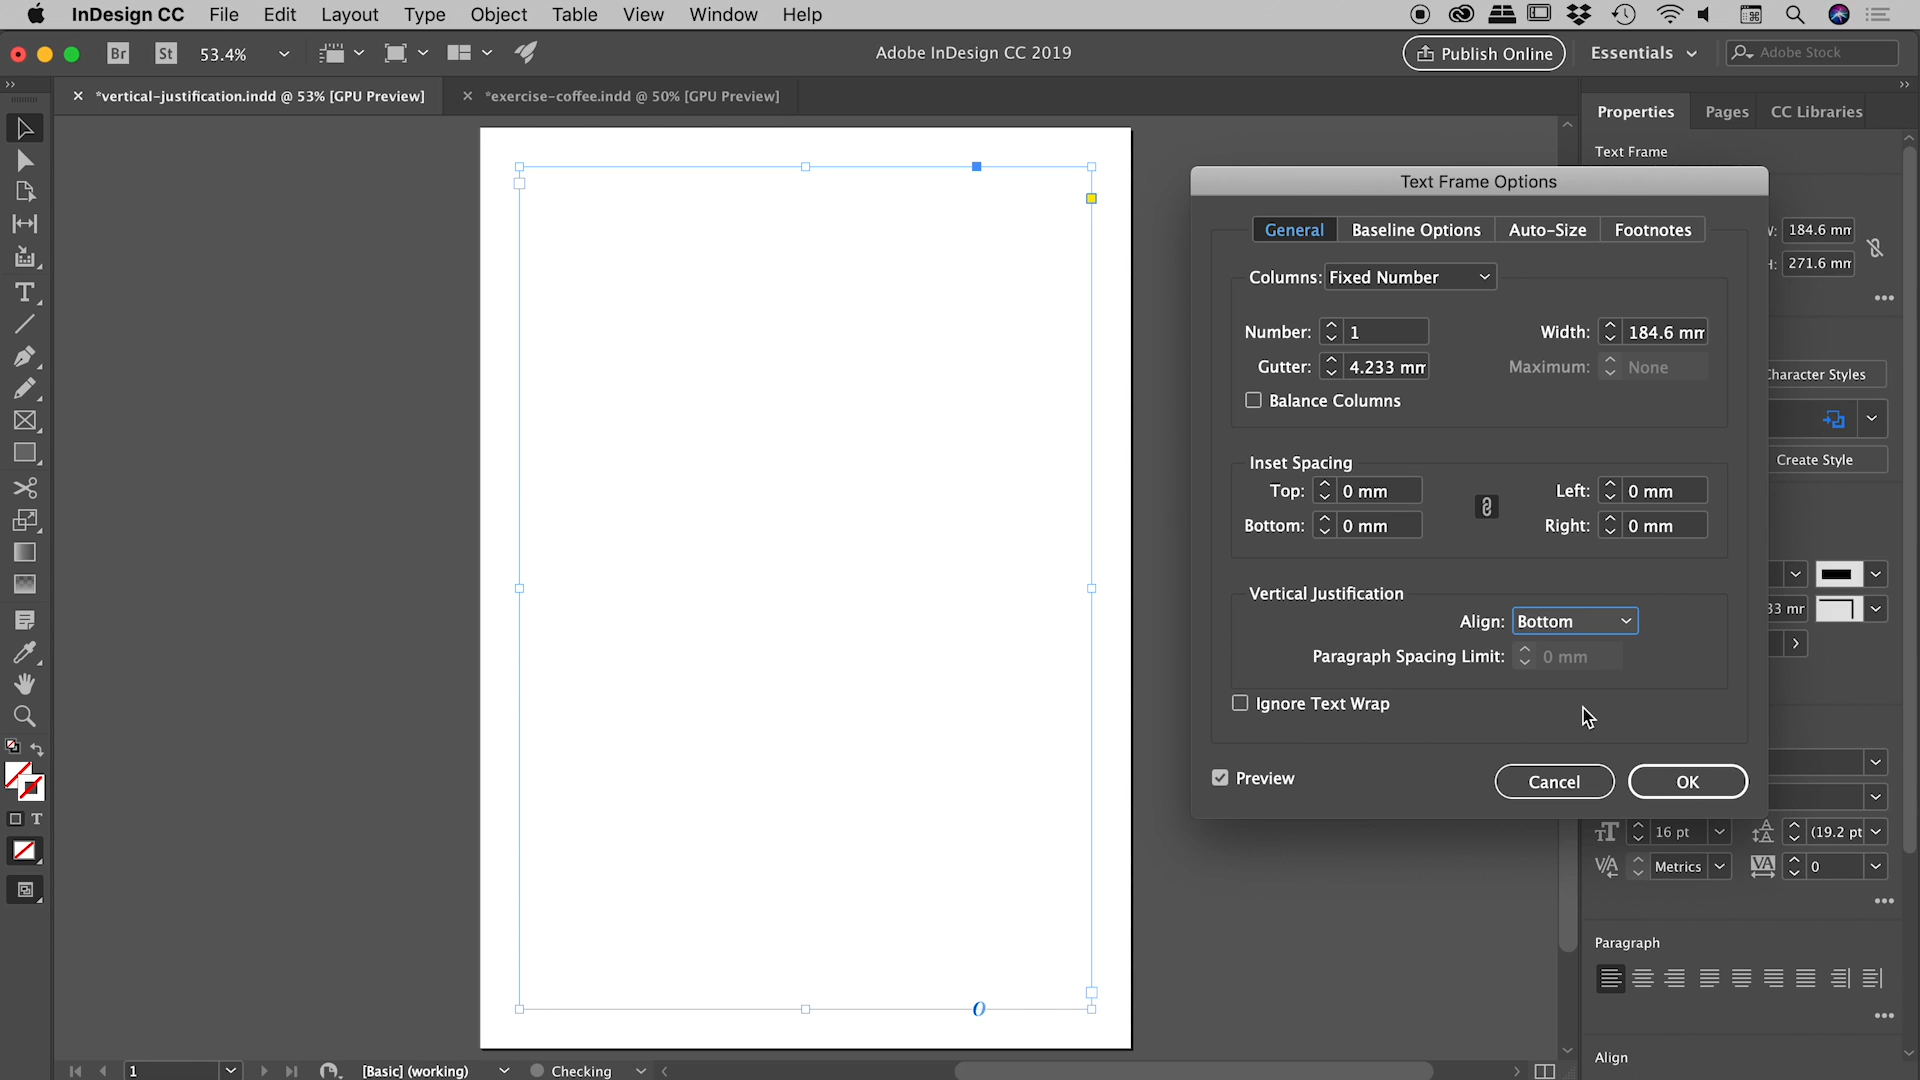 InDesign CC File Edit Layout Type Object Table View Window Help
Br St 53.4% Adobe InDesign CC 2019 Publish Online Essentials Adobe Stock
*vertical-justification.indd @ 53% [GPU Preview] *exercise-coffee.indd @ 50% [GPU Preview]
Properties Pages CC Libraries
Text Frame
Text Frame Options
General Baseline Options Auto-Size Footnotes
184.6 mm
H: 271.6 mm
Columns: Fixed Number
Number: 1 Width: 184.6 mm
Gutter: 4.233 mm Maximum: None
Character Styles
Balance Columns
Create Style
Inset Spacing
Top: 0 mm Left: 0 mm
Bottom: 0 mm Right: 0 mm
Vertical Justification
Align: Bottom
33 mm
Paragraph Spacing Limit: 0 mm
Ignore Text Wrap
Preview Cancel OK
16 pt (19.2 pt
Metrics 0
Paragraph
Align
1 [Basic] (working) Checking